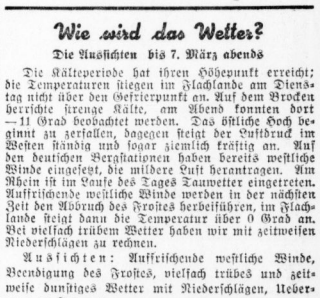 Wie wird das Wetter?
Die Aussichten bis 7. März abends
Die Kälteperiode hat ihren Höhepunkt erreicht;
die Temperaturen stiegen im Flachlande am Diens-
tag nicht über den Gefrierpunkt an. Auf dem Brocken
herrschte strenge Kälte, am Abend konnten dort
—11 Grad beobachtet werden. Das östliche Hoch be-
ginnt zu zerfallen, dagegen steigt der Luftdruck im
Westen ständig und sogar ziemlich kräftig an. Auf
den deutschen Bergstationen haben bereits westliche
Winde eingesetzt, die mildere Luft herantragen. Am
Rhein ist im Laufe des Tages Tauwetter eingetreten.
Auffrischende westliche Winde werden in der nächsten
Zeit den Abbruch des Frostes herbeiführen, im Flach-
lande steigt dann die Temperatur über 0 Grad an.
Bei vielfach trübem Wetter haben wir mit zeitweisen
Niederschlägen zu rechnen.
Aussichten: Auffrischende westliche Winde,
Beendigung des Frostes, vielfach trübes und zeit-
weise dunstiges Wetter mit Niederschlägen, Ueber-